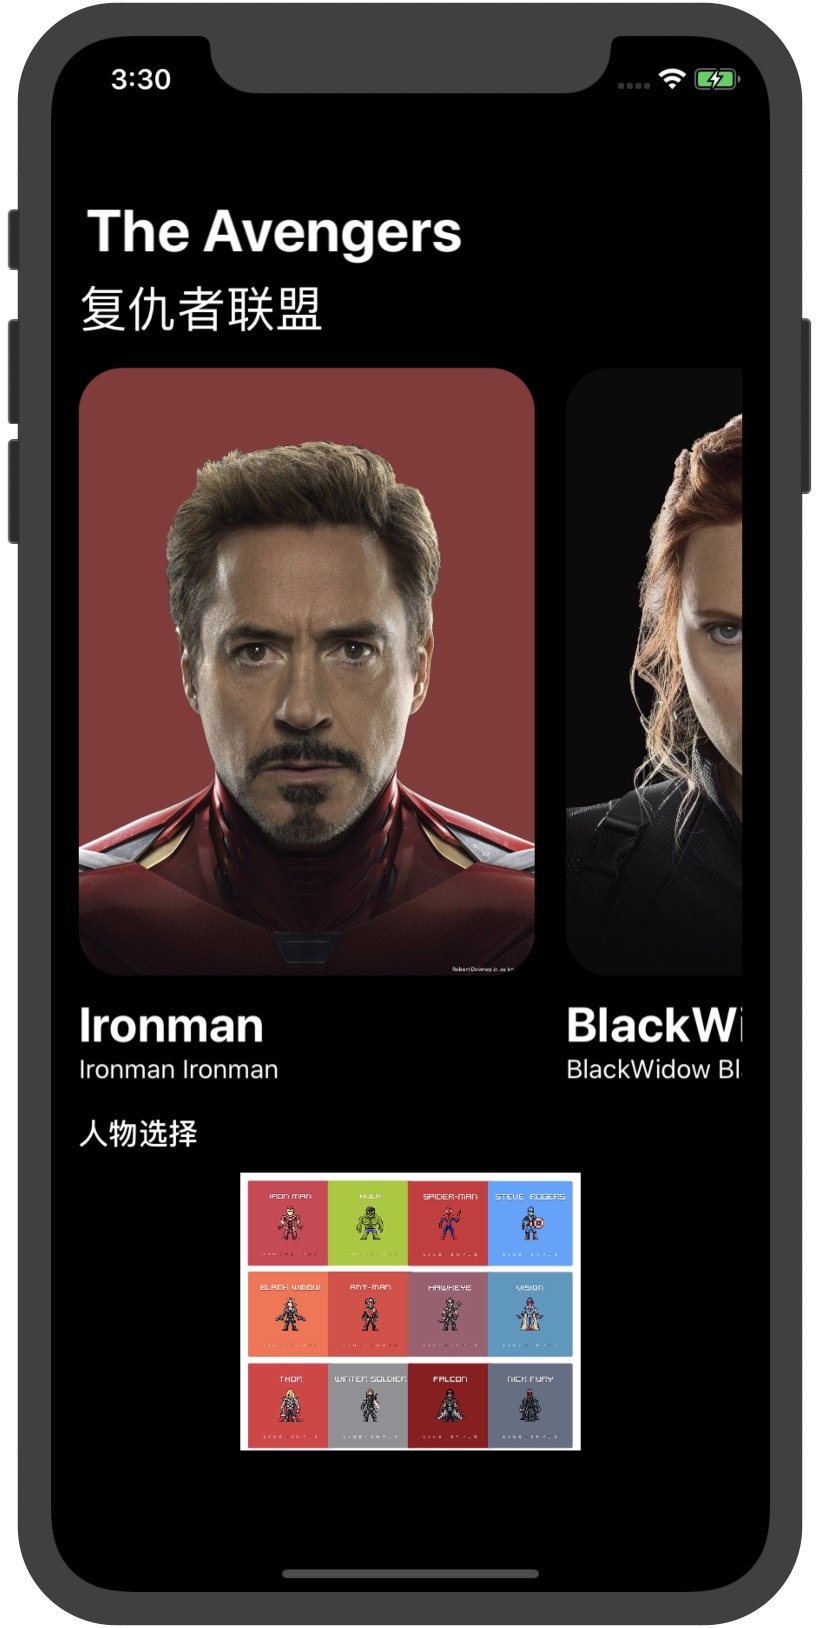 3:30
The Avengers
复仇者联盟
Robert Downey Jr. as
Ironman
BlackWi
Ironman Ironman
BlackWidow Bl
人物选择
IRON MAN
HULK
SPIDER-MAN
STEVE ROGERS
BLACK WIDOW
ANT-MAN
HAWKEYE
VISION
THOR
WINTER SOLDIER
FALCON
NICK FURY